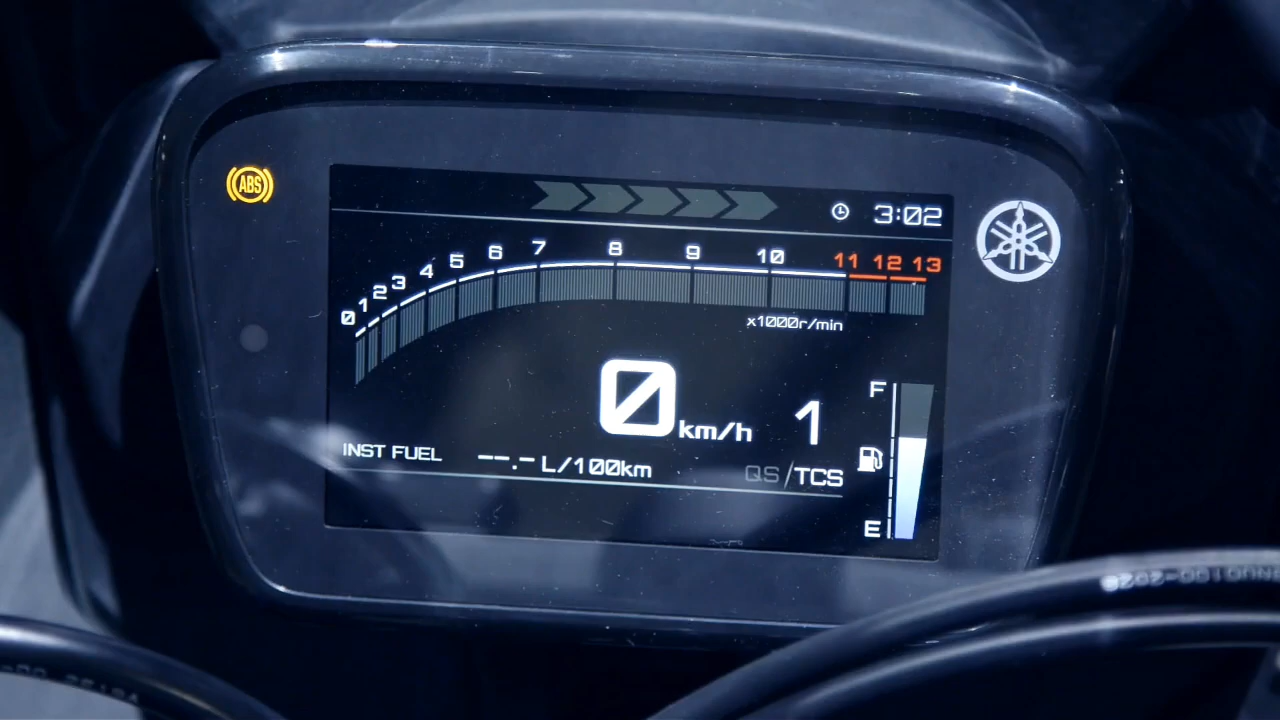 ABS
3:02
0 1 2 3 4 5 6 7 8 9 10 11 12 13
x1000r/min
0 km/h 1
F
INST FUEL --.- L/100km
QS/TCS
E